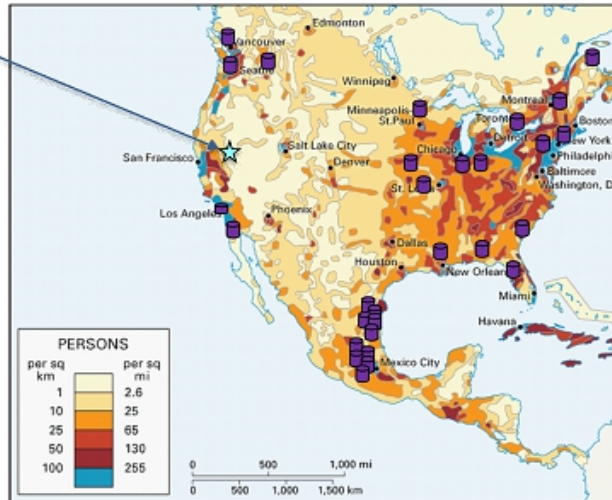 Edmonton
Vancouver
Seattle
Winnipeg
Minneapolis-
St.Paul
Montreal
Toronto
Boston
Detroit
New York
Chicago
Philadelphi
Salt Lake City
San Francisco
Denver
Baltimore
Washington, D
St. L
Los Angeles
Phoenix
Dallas
Houston
New Orlean
Miami
Havana
Mexico City
PERSONS
per sq
km
per sq
mi
1
2.6
10
25
25
65
50
130
100
255
0 500 1,000 mi
0 500 1,000 1,500 km